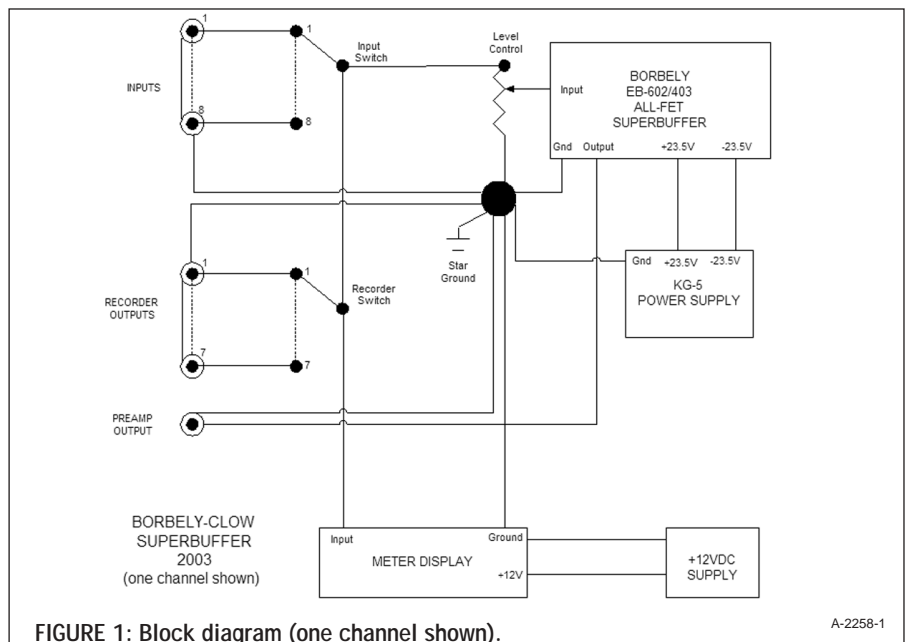 1
Input
Switch
Level
Control
INPUTS
8
8
1
BORBELY
EB-602/403
ALL-FET
SUPERBUFFER
Input
Gnd Output +23.5V -23.5V
Star
Ground
Gnd +23.5V -23.5V
KG-5
POWER SUPPLY
1
1
Recorder
Switch
RECORDER
OUTPUTS
7
7
PREAMP
OUTPUT
BORBELY-CLOW
SUPERBUFFER
2003
(one channel shown)
Input
Ground
METER DISPLAY
+12V
+12VDC
SUPPLY
FIGURE 1: Block diagram (one channel shown).
A-2258-1